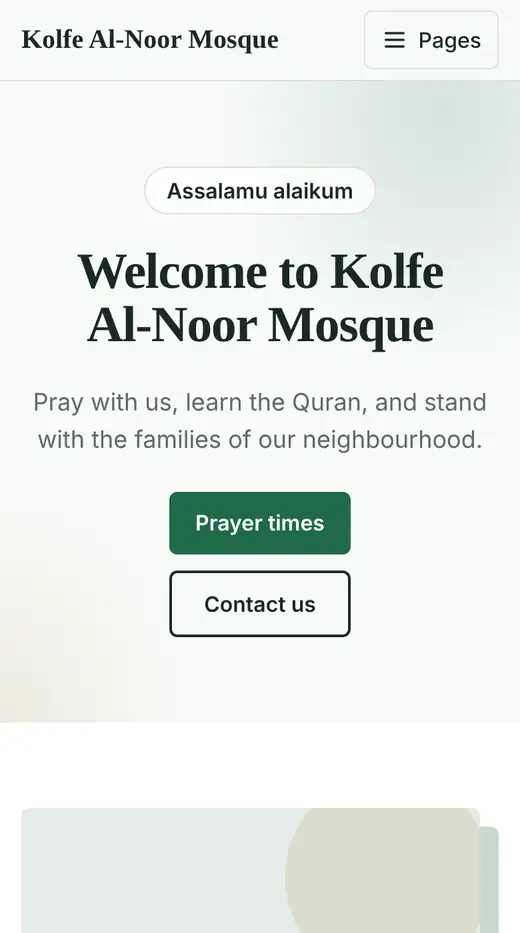 Kolfe Al-Noor Mosque
Pages
Assalamu alaikum
Welcome to Kolfe
Al-Noor Mosque
Pray with us, learn the Quran, and stand
with the families of our neighbourhood.
Prayer times
Contact us